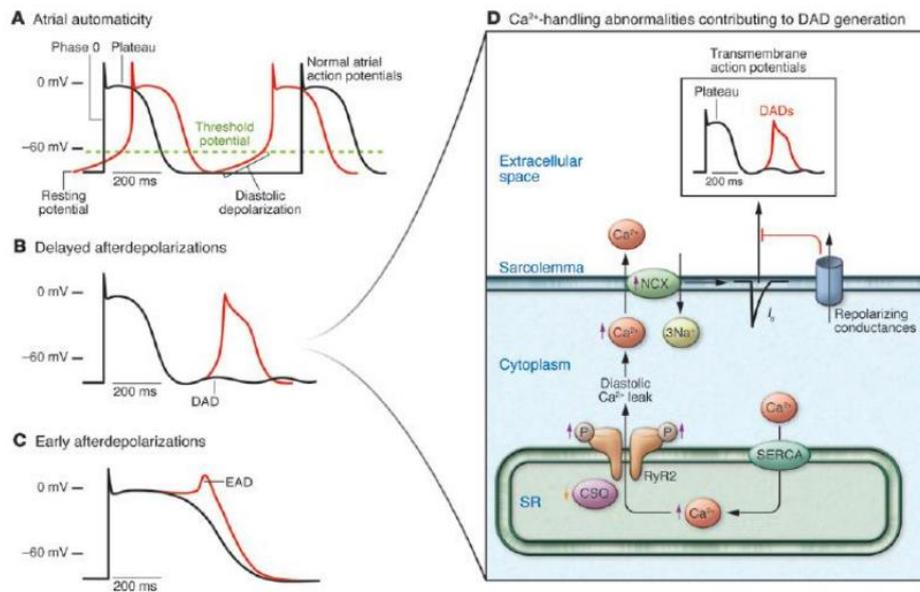 A Atrial automaticity
Phase 0
Plateau
0 mV
Normal atrial
action potentials
Threshold
potential
−60 mV
200 ms
Resting
potential
Diastolic
depolarization
B Delayed afterdepolarizations
0 mV
−60 mV
200 ms
DAD
C Early afterdepolarizations
0 mV
EAD
−60 mV
200 ms
D Ca²⁺-handling abnormalities contributing to DAD generation
Transmembrane
action potentials
Plateau
DADs
200 ms
Extracellular
space
Ca²⁺
Sarcolemma
NCX
Ca²⁺
3Na⁺
Repolarizing
conductances
Cytoplasm
Diastolic
Ca²⁺ leak
Ca²⁺
P
P
SERCA
RyR2
SR
CSQ
Ca²⁺